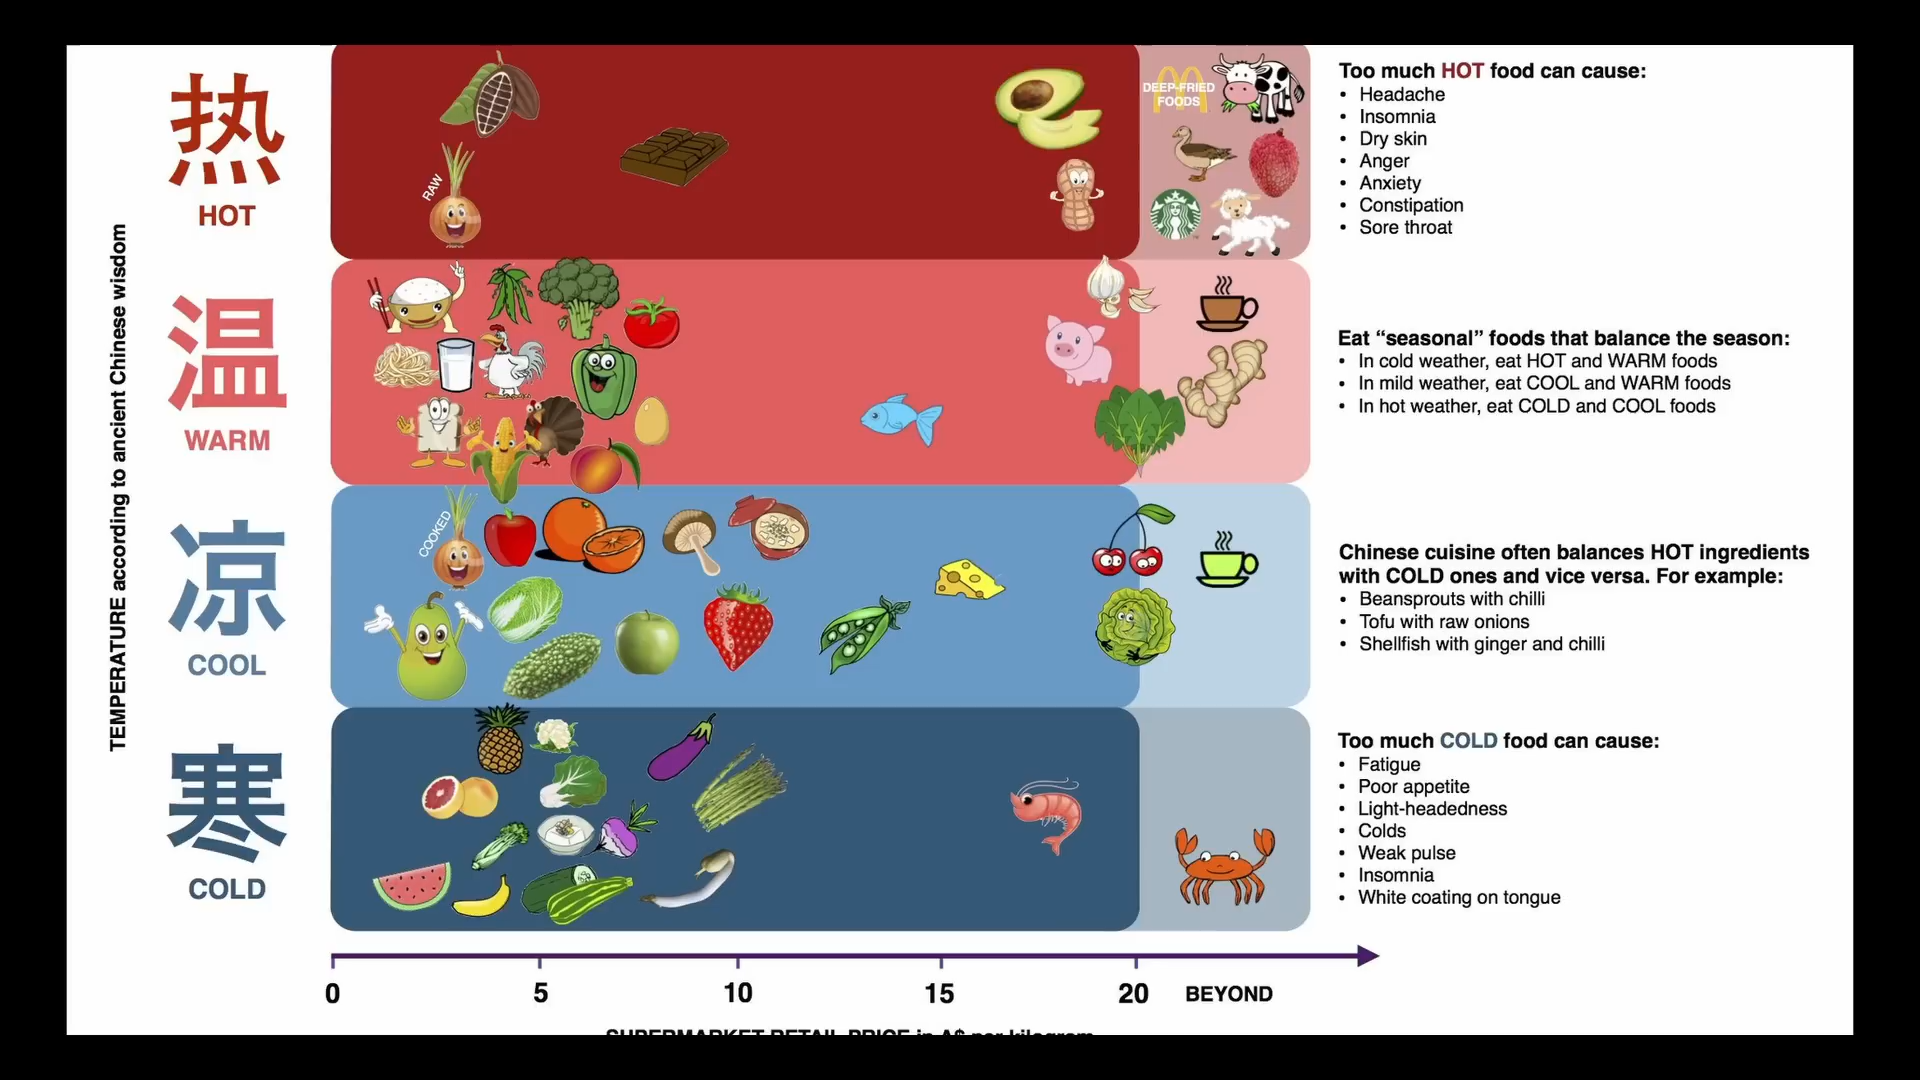 TEMPERATURE according to ancient Chinese wisdom
热
HOT
RAW
DEEP-FRIED
FOODS
温
WARM
凉
COOL
COOKED
寒
COLD
Too much HOT food can cause:
• Headache
• Insomnia
• Dry skin
• Anger
• Anxiety
• Constipation
• Sore throat
Eat “seasonal” foods that balance the season:
• In cold weather, eat HOT and WARM foods
• In mild weather, eat COOL and WARM foods
• In hot weather, eat COLD and COOL foods
Chinese cuisine often balances HOT ingredients
with COLD ones and vice versa. For example:
• Beansprouts with chilli
• Tofu with raw onions
• Shellfish with ginger and chilli
Too much COLD food can cause:
• Fatigue
• Poor appetite
• Light-headedness
• Colds
• Weak pulse
• Insomnia
• White coating on tongue
0 5 10 15 20 BEYOND
SUPERMARKET RETAIL PRICE in A$ per kilogram